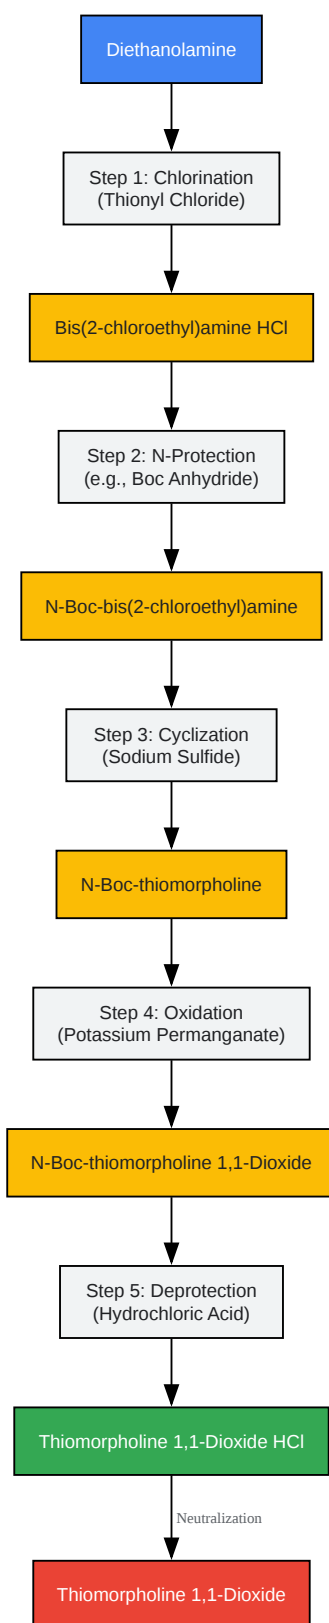 Diethanolamine
Step 1: Chlorination
(Thionyl Chloride)
Bis(2-chloroethyl)amine HCl
Step 2: N-Protection
(e.g., Boc Anhydride)
N-Boc-bis(2-chloroethyl)amine
Step 3: Cyclization
(Sodium Sulfide)
N-Boc-thiomorpholine
Step 4: Oxidation
(Potassium Permanganate)
N-Boc-thiomorpholine 1,1-Dioxide
Step 5: Deprotection
(Hydrochloric Acid)
Thiomorpholine 1,1-Dioxide HCl
Neutralization
Thiomorpholine 1,1-Dioxide